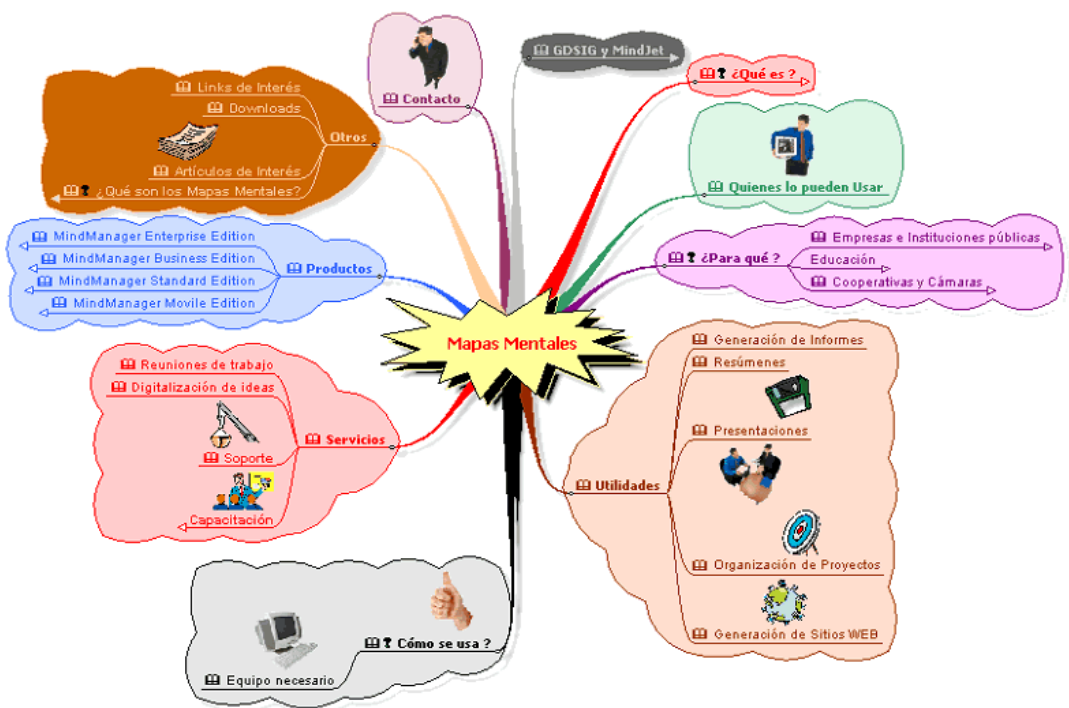 Mapas Mentales
GDSIG y MindJet
¿Qué es ?
Quienes lo pueden Usar
¿Para qué ?
Empresas e Instituciones públicas
Educación
Cooperativas y Cámaras
Utilidades
Generación de Informes
Resúmenes
Presentaciones
Organización de Proyectos
Generación de Sitios WEB
Cómo se usa ?
Equipo necesario
Servicios
Reuniones de trabajo
Digitalización de ideas
Soporte
Capacitación
Productos
MindManager Enterprise Edition
MindManager Business Edition
MindManager Standard Edition
MindManager Movile Edition
Otros
Links de Interés
Downloads
Artículos de Interés
¿Qué son los Mapas Mentales?
Contacto